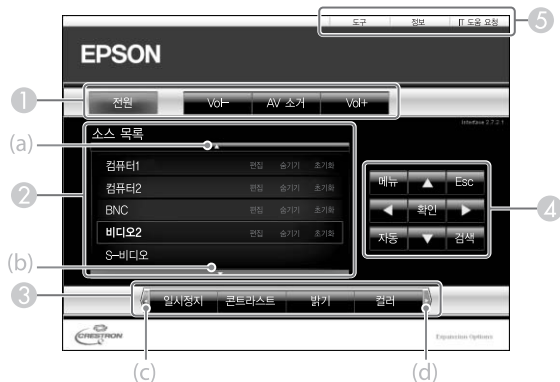 도구 정보 IT 도움 요청 5
EPSON
1 전원 Vol- AV 소거 Vol+
Interface 2.7.2.1
소스 목록
(a)
컴퓨터1 편집 숨기기 초기화
컴퓨터2 편집 숨기기 초기화
2 BNC 편집 숨기기 초기화
비디오2 편집 숨기기 초기화
S-비디오
(b)
메뉴 Esc
확인 4
자동 검색
3 일시정지 콘트라스트 밝기 컬러
CRESTRON Expansion Options
(c) (d)